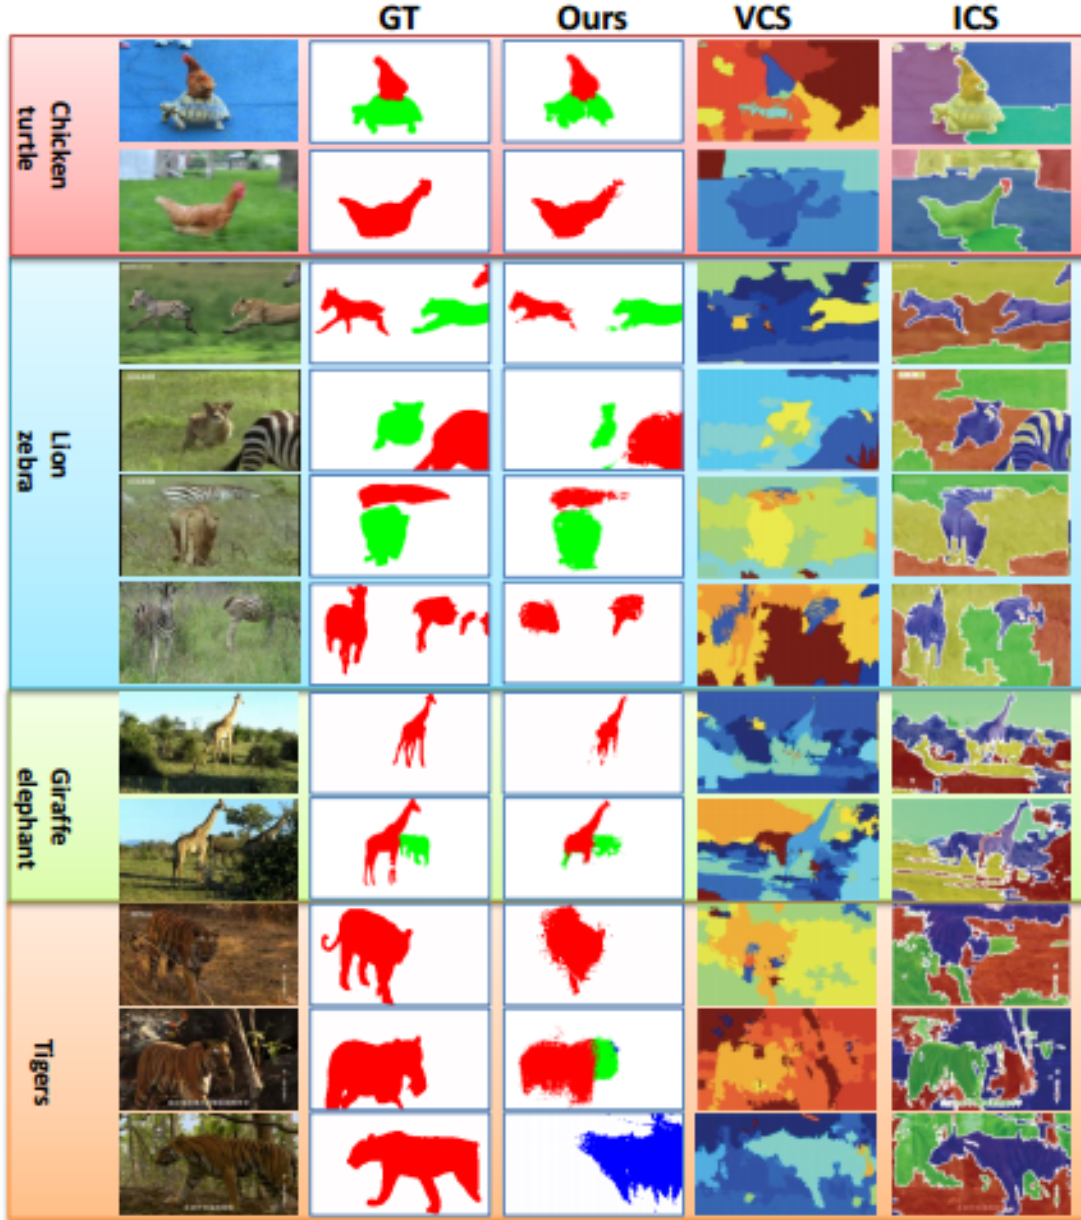 GT Ours VCS ICS
Chicken
turtle
Lion
zebra
Giraffe
elephant
Tigers